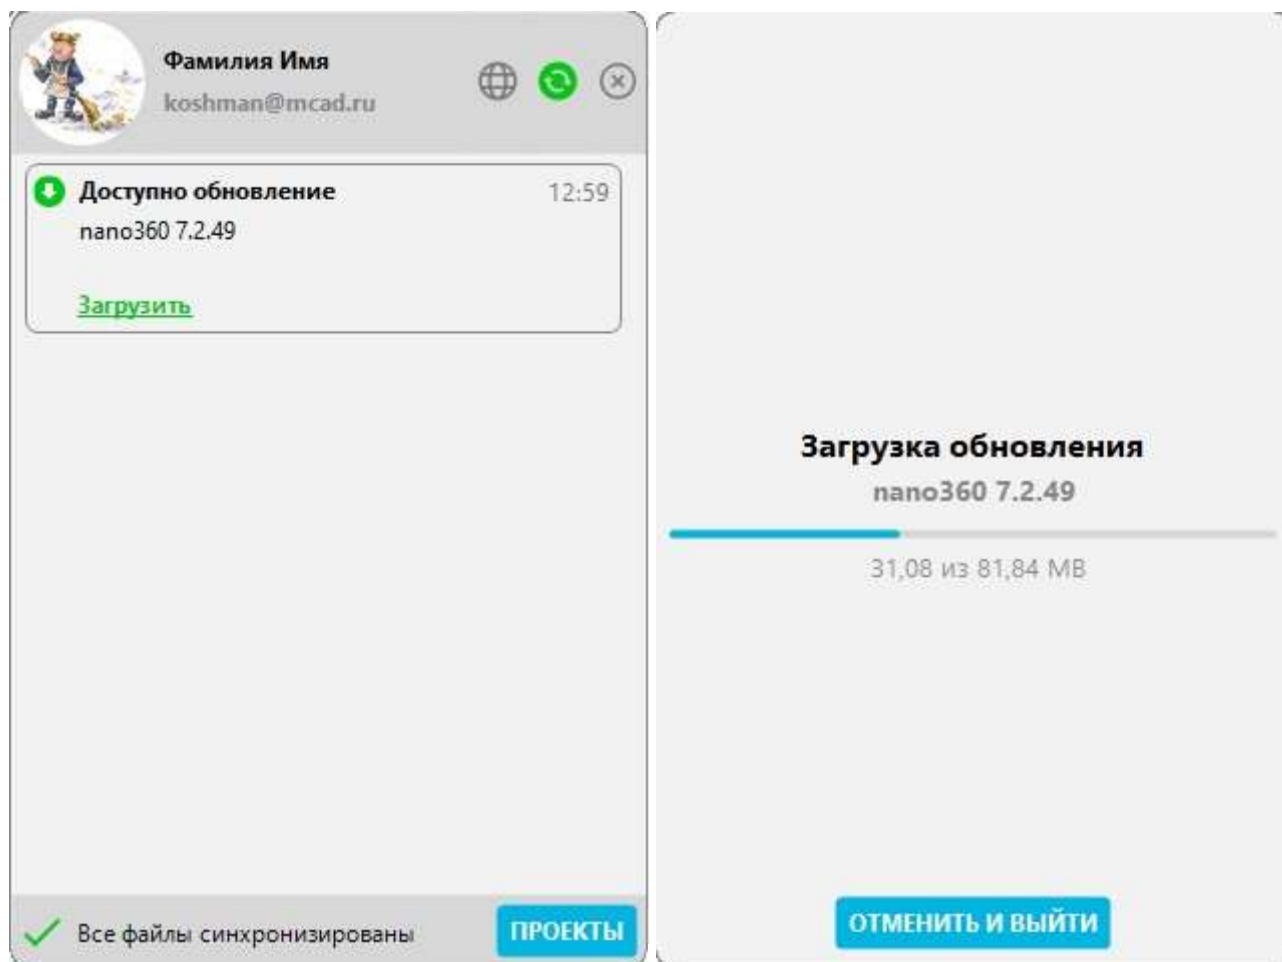 Фамилия Имя
koshman@mcad.ru
Доступно обновление 12:59
nano360 7.2.49
Загрузить
Все файлы синхронизированы ПРОЕКТЫ
Загрузка обновления
nano360 7.2.49
31,08 из 81,84 MB
ОТМЕНИТЬ И ВЫЙТИ